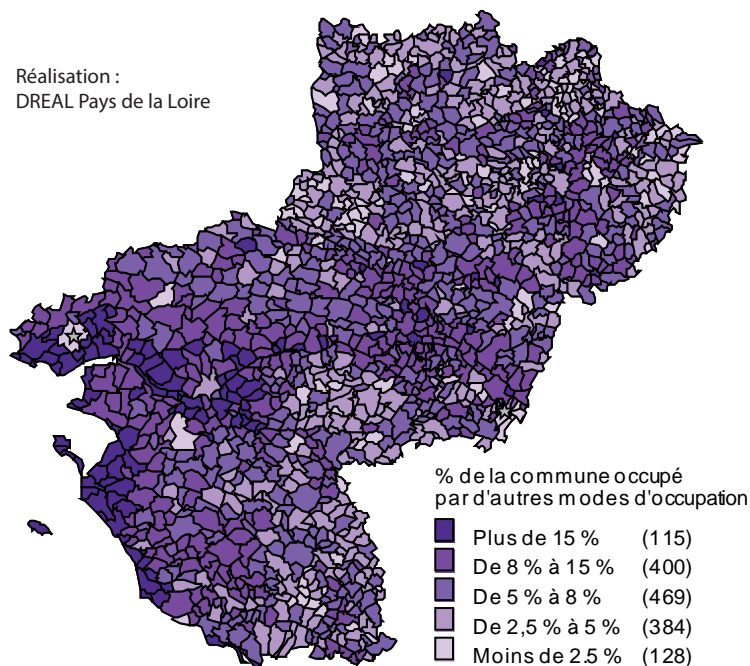 Réalisation :
DREAL Pays de la Loire
% de la commune occupé
par d'autres modes d'occupation
Plus de 15 % (115)
De 8 % à 15 % (400)
De 5 % à 8 % (469)
De 2,5 % à 5 % (384)
Moins de 2.5 % (128)